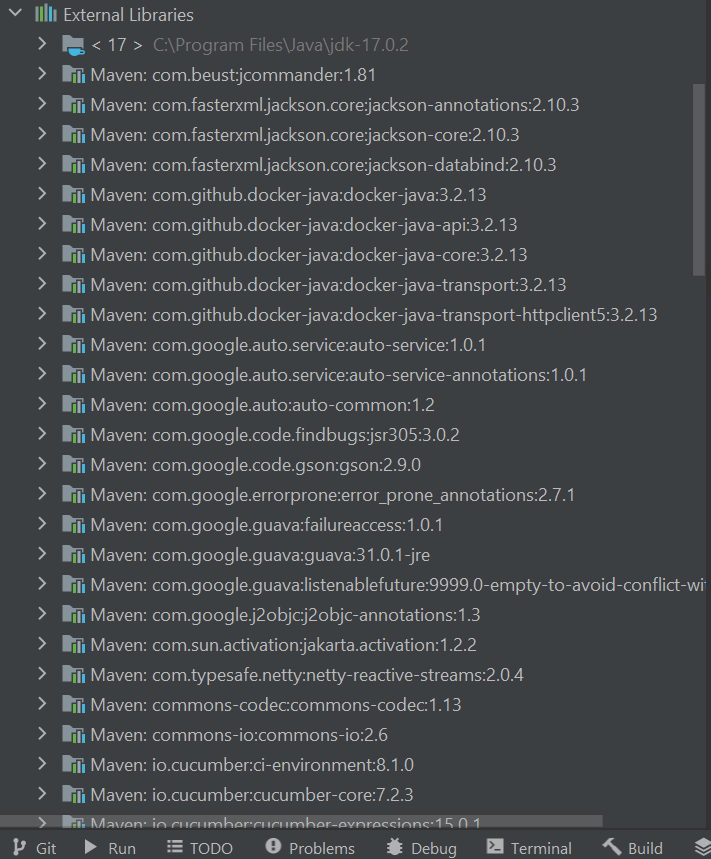 External Libraries
< 17 > C:\Program Files\Java\jdk-17.0.2
Maven: com.beust:jcommander:1.81
Maven: com.fasterxml.jackson.core:jackson-annotations:2.10.3
Maven: com.fasterxml.jackson.core:jackson-core:2.10.3
Maven: com.fasterxml.jackson.core:jackson-databind:2.10.3
Maven: com.github.docker-java:docker-java:3.2.13
Maven: com.github.docker-java:docker-java-api:3.2.13
Maven: com.github.docker-java:docker-java-core:3.2.13
Maven: com.github.docker-java:docker-java-transport:3.2.13
Maven: com.github.docker-java:docker-java-transport-httpclient5:3.2.13
Maven: com.google.auto.service:auto-service:1.0.1
Maven: com.google.auto.service:auto-service-annotations:1.0.1
Maven: com.google.auto:auto-common:1.2
Maven: com.google.code.findbugs:jsr305:3.0.2
Maven: com.google.code.gson:gson:2.9.0
Maven: com.google.errorprone:error_prone_annotations:2.7.1
Maven: com.google.guava:failureaccess:1.0.1
Maven: com.google.guava:guava:31.0.1-jre
Maven: com.google.guava:listenablefuture:9999.0-empty-to-avoid-conflict-wi
Maven: com.google.j2objc:j2objc-annotations:1.3
Maven: com.sun.activation:jakarta.activation:1.2.2
Maven: com.typesafe.netty:netty-reactive-streams:2.0.4
Maven: commons-codec:commons-codec:1.13
Maven: commons-io:commons-io:2.6
Maven: io.cucumber:ci-environment:8.1.0
Maven: io.cucumber:cucumber-core:7.2.3
Maven: io.cucumber:cucumber-expressions:15.0.1
Git Run TODO Problems Debug Terminal Build